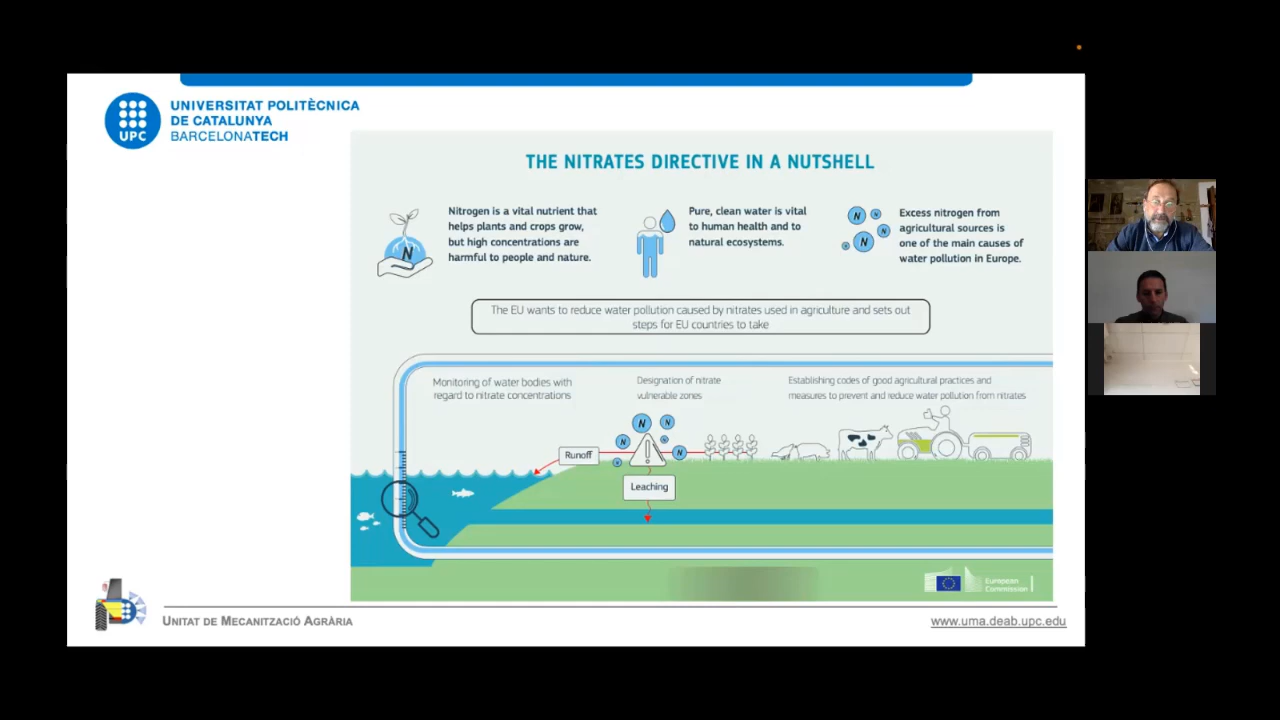 UNIVERSITAT POLITÈCNICA
DE CATALUNYA
BARCELONATECH
UPC
THE NITRATES DIRECTIVE IN A NUTSHELL
Nitrogen is a vital nutrient that
helps plants and crops grow,
but high concentrations are
harmful to people and nature.
N
Pure, clean water is vital
to human health and to
natural ecosystems.
N
N
N
N
N
Excess nitrogen from
agricultural sources is
one of the main causes of
water pollution in Europe.
The EU wants to reduce water pollution caused by nitrates used in agriculture and sets out
steps for EU countries to take
Monitoring of water bodies with
regard to nitrate concentrations
Designation of nitrate
vulnerable zones
Establishing codes of good agricultural practices and
measures to prevent and reduce water pollution from nitrates
N
N
N
N
N
N
Runoff
Leaching
European
Commission
UNITAT DE MECANITZACIÓ AGRÀRIA
www.uma.deab.upc.edu